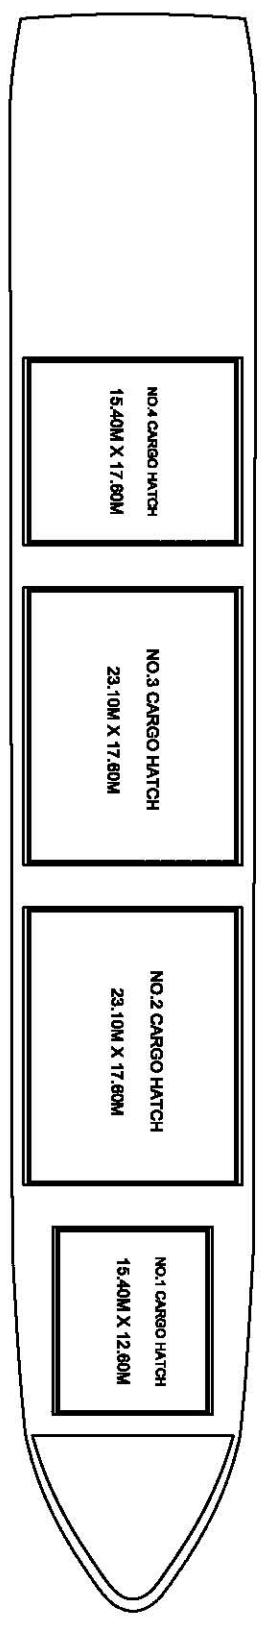 NO.4 CARGO HATCH
15.40M X 17.60M
NO.3 CARGO HATCH
23.10M X 17.60M
NO.2 CARGO HATCH
23.10M X 17.60M
NO.1 CARGO HATCH
15.40M X 12.60M